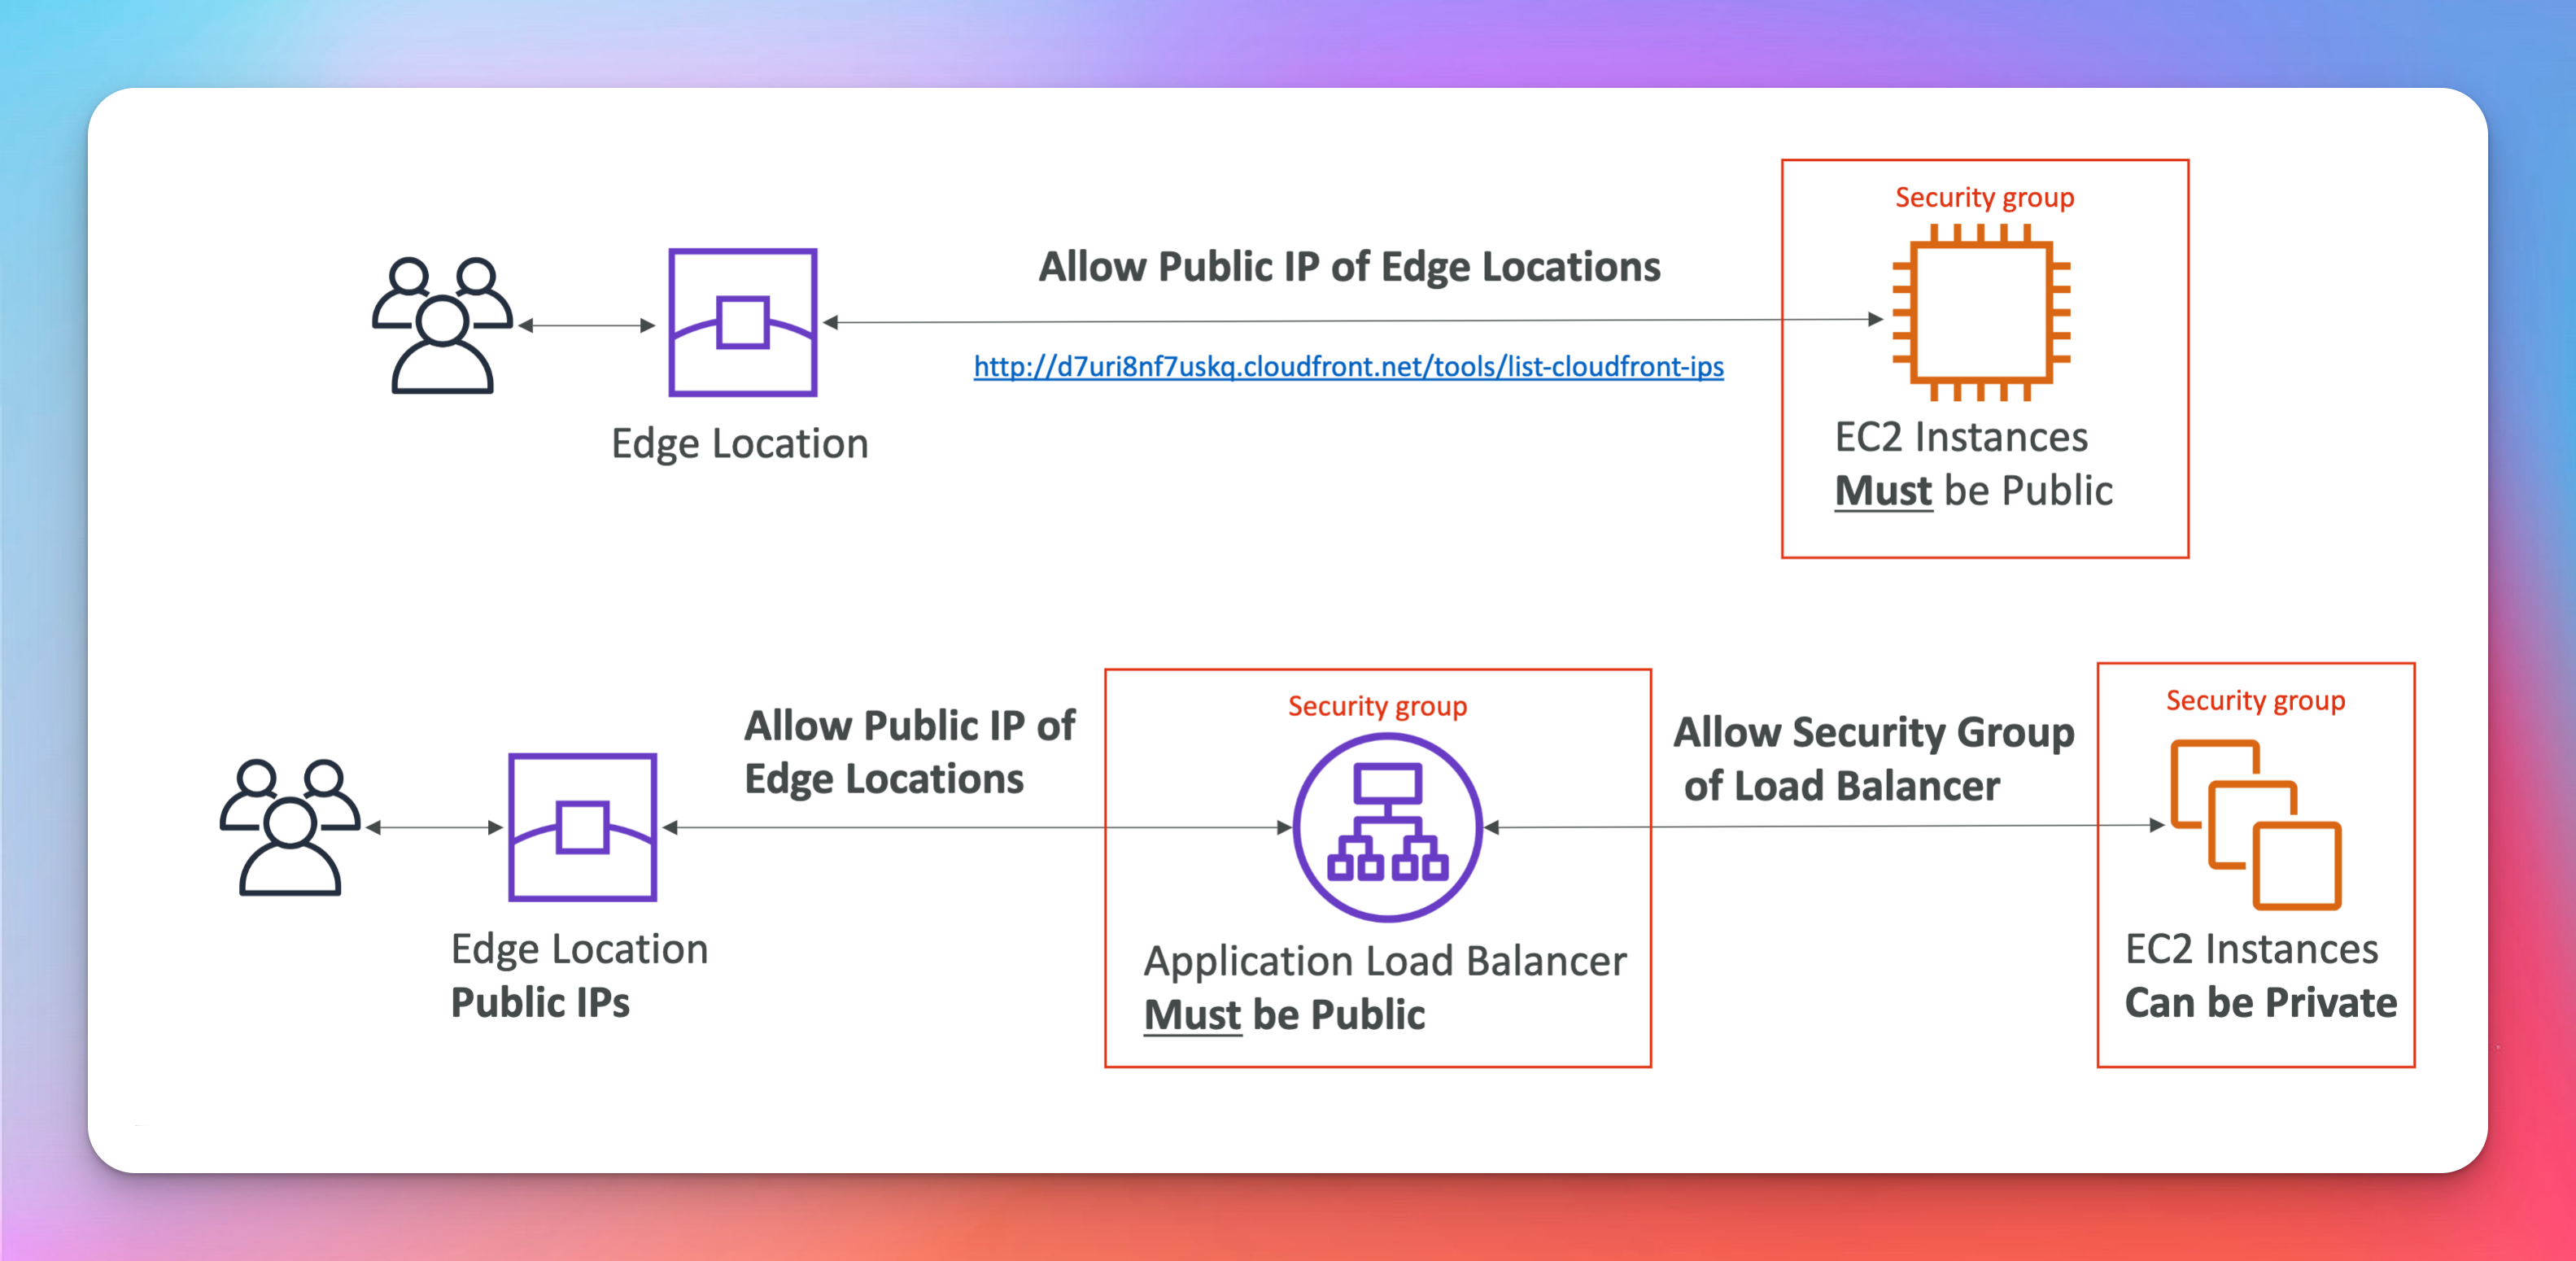 Security group
Allow Public IP of Edge Locations
http://d7uri8nf7uskq.cloudfront.net/tools/list-cloudfront-ips
Edge Location
EC2 Instances
Must be Public
Security group
Security group
Allow Public IP of
Edge Locations
Allow Security Group
of Load Balancer
Edge Location
Public IPs
Application Load Balancer
Must be Public
EC2 Instances
Can be Private